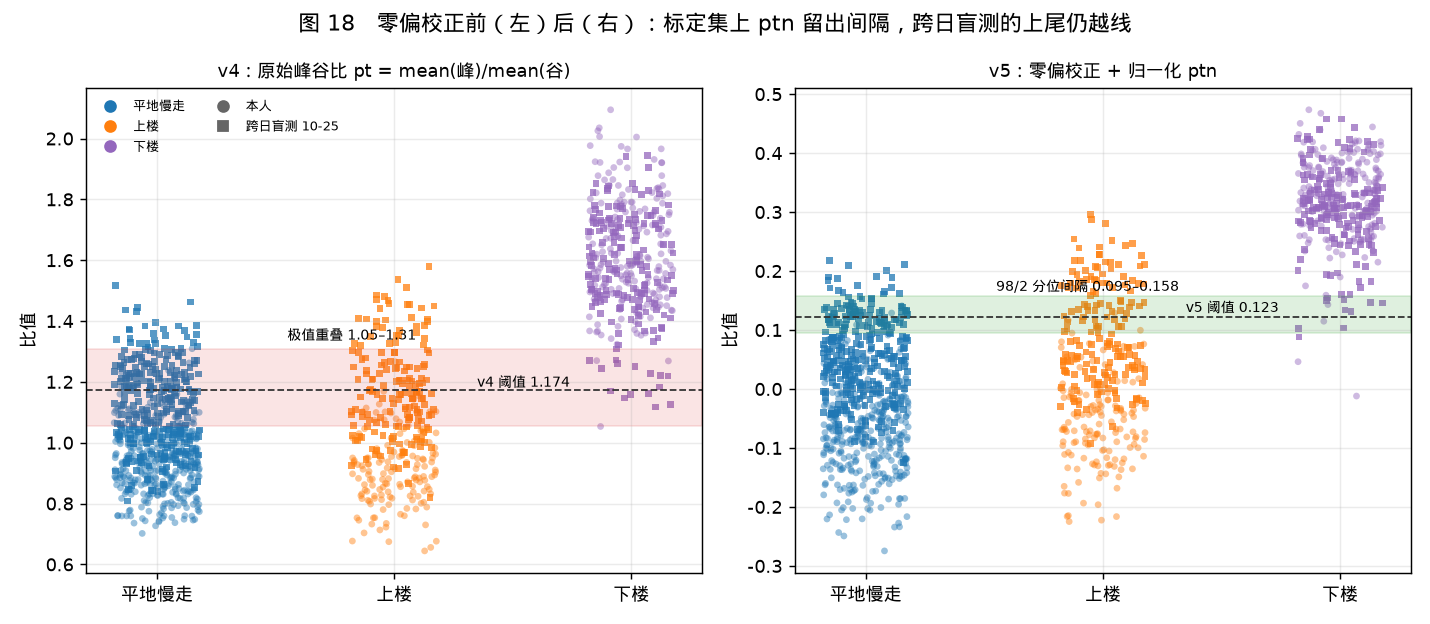 图 18　零偏校正前（左）后（右）：标定集上 ptn 留出间隔，跨日盲测的上尾仍越线
v4：原始峰谷比 pt = mean(峰)/mean(谷)
平地慢走
上楼
下楼
本人
跨日盲测 10-25
极值重叠 1.05–1.31
v4 阈值 1.174
比值
2.0
1.8
1.6
1.4
1.2
1.0
0.8
0.6
平地慢走
上楼
下楼
v5：零偏校正 + 归一化 ptn
98/2 分位间隔 0.095–0.158
v5 阈值 0.123
比值
0.5
0.4
0.3
0.2
0.1
0.0
-0.1
-0.2
-0.3
平地慢走
上楼
下楼